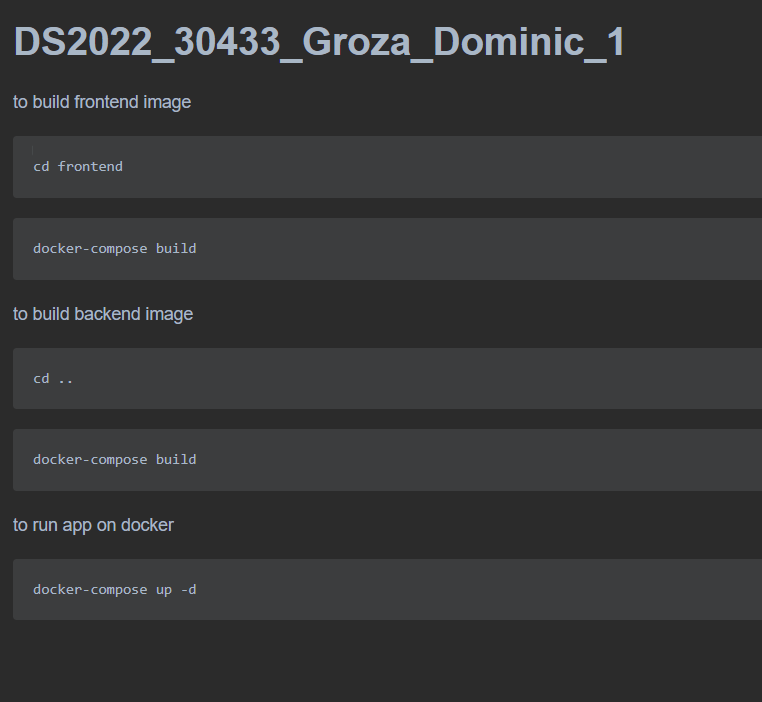 DS2022_30433_Groza_Dominic_1
to build frontend image
cd frontend
docker-compose build
to build backend image
cd ..
docker-compose build
to run app on docker
docker-compose up -d